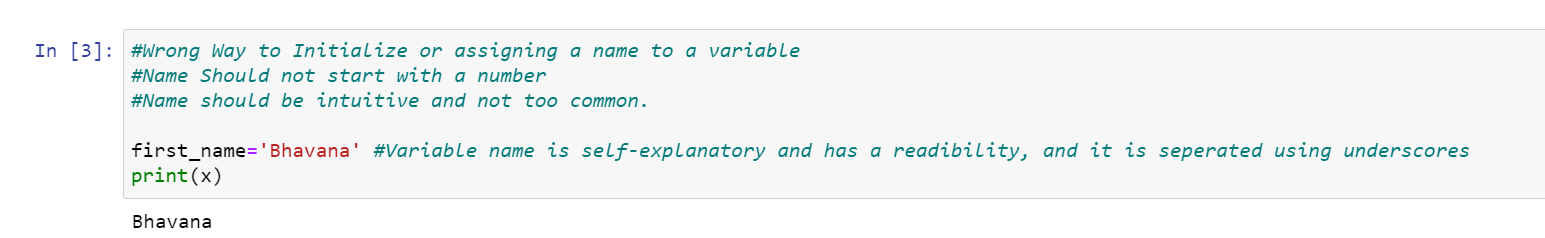 In [3]: #Wrong Way to Initialize or assigning a name to a variable
#Name Should not start with a number
#Name should be intuitive and not too common.
first_name='Bhavana' #Variable name is self-explanatory and has a readibility, and it is seperated using underscores
print(x)
Bhavana